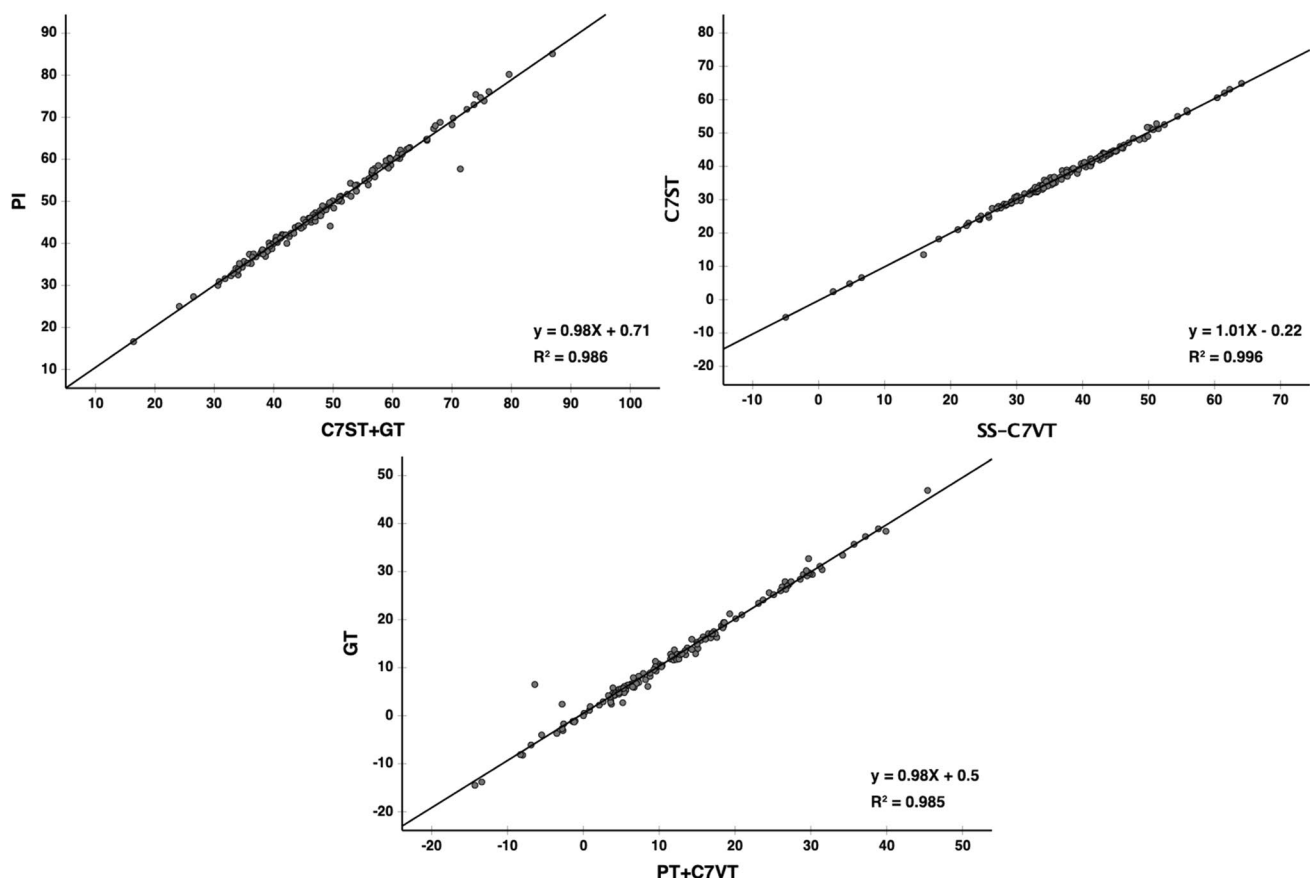 90
80
70
60
50
40
30
20
10
PI
10 20 30 40 50 60 70 80 90 100
C7ST+GT
y = 0.98X + 0.71
R² = 0.986
80
70
60
50
40
30
20
10
0
-10
-20
C7ST
-10 0 10 20 30 40 50 60 70
SS-C7VT
y = 1.01X - 0.22
R² = 0.996
50
40
30
20
10
0
-10
-20
GT
-20 -10 0 10 20 30 40 50
PT+C7VT
y = 0.98X + 0.5
R² = 0.985